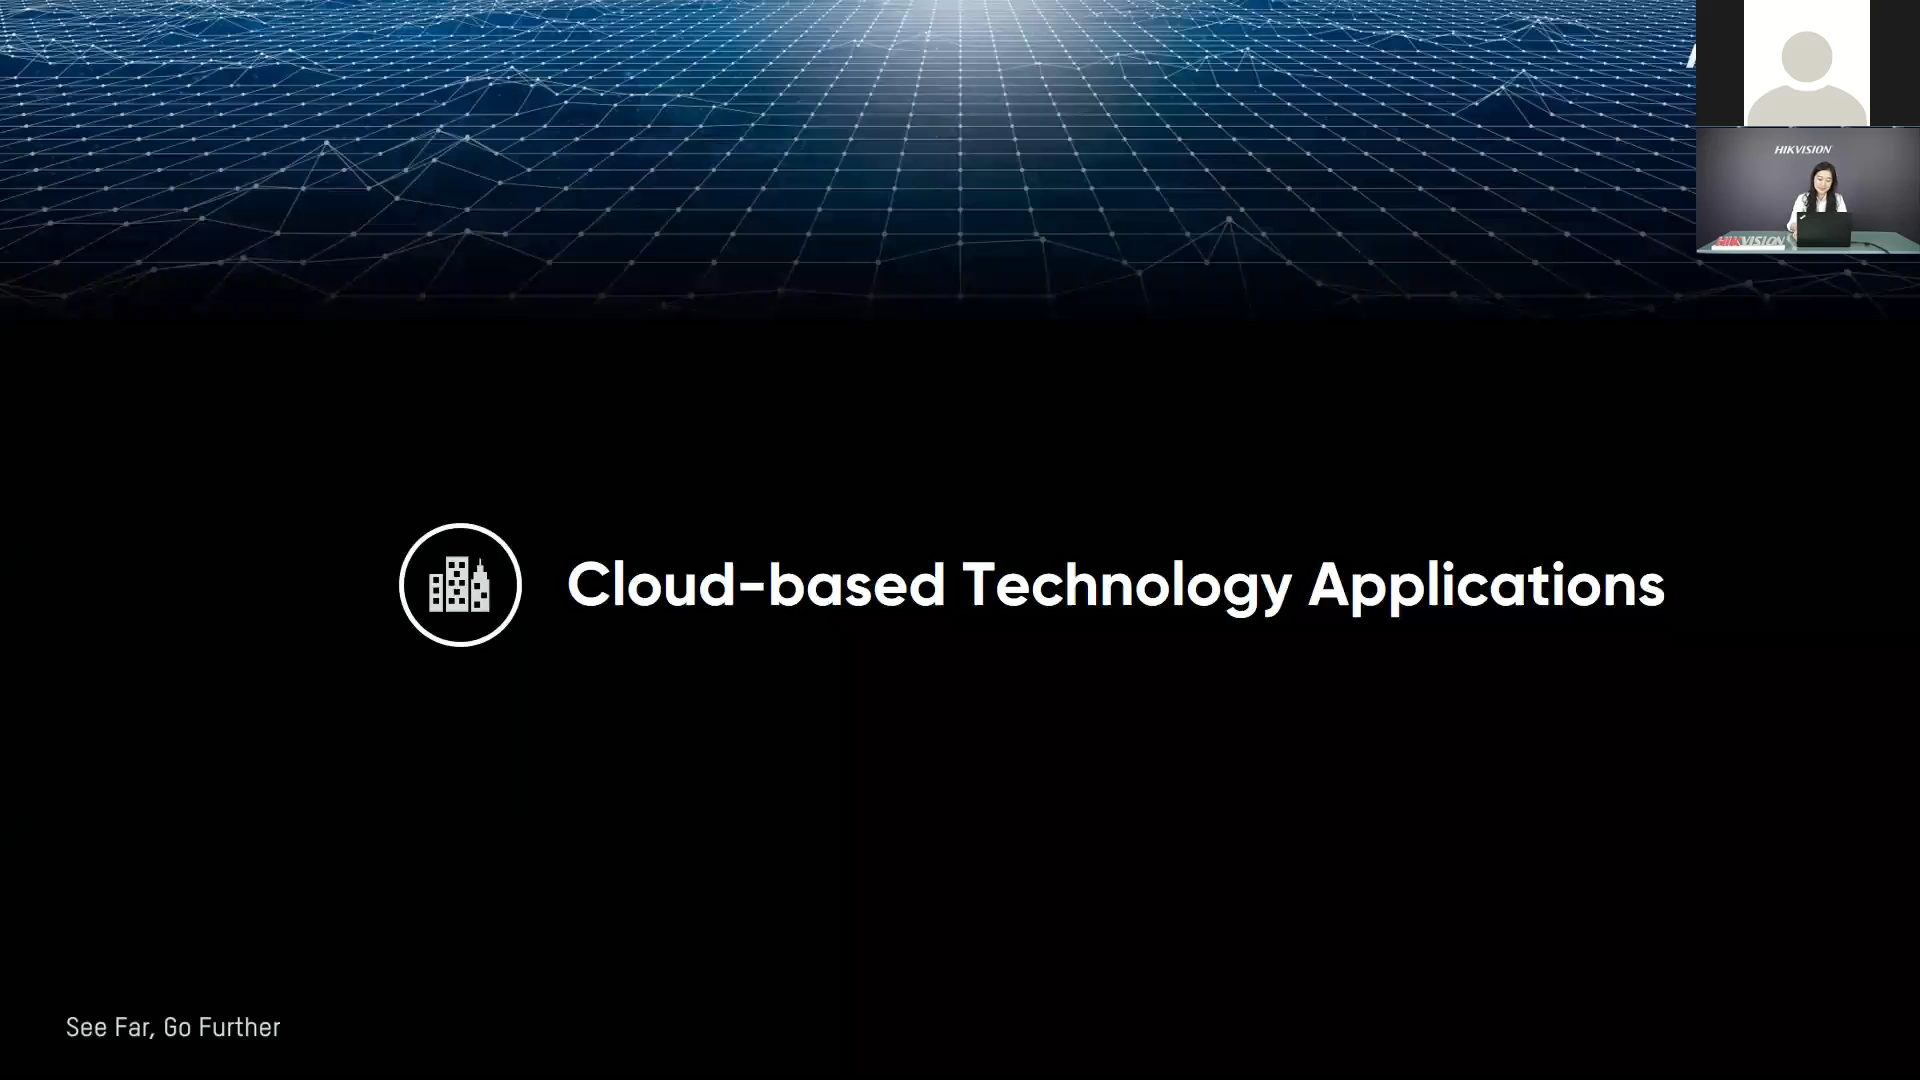 HIKVISION
HIKVISION
Cloud-based Technology Applications
See Far, Go Further